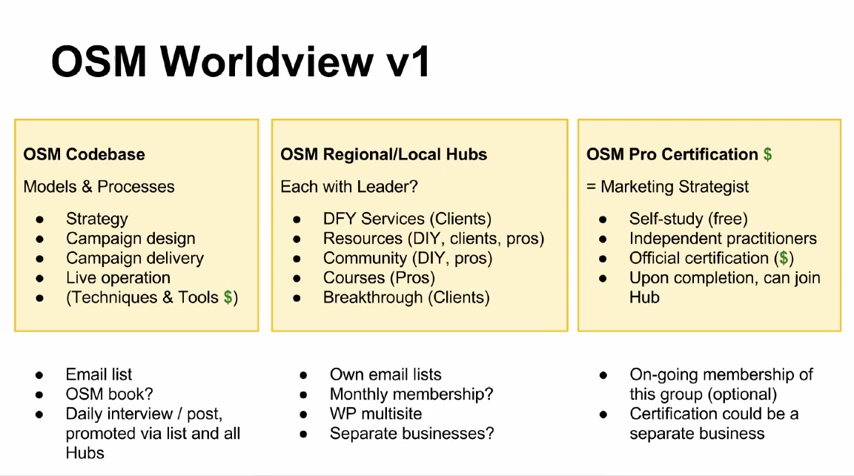 OSM Worldview v1
OSM Codebase
Models & Processes
● Strategy
● Campaign design
● Campaign delivery
● Live operation
● (Techniques & Tools $)
● Email list
● OSM book?
● Daily interview / post,
promoted via list and all
Hubs
OSM Regional/Local Hubs
Each with Leader?
● DFY Services (Clients)
● Resources (DIY, clients, pros)
● Community (DIY, pros)
● Courses (Pros)
● Breakthrough (Clients)
● Own email lists
● Monthly membership?
● WP multisite
● Separate businesses?
OSM Pro Certification $
= Marketing Strategist
● Self-study (free)
● Independent practitioners
● Official certification ($)
● Upon completion, can join
Hub
● On-going membership of
this group (optional)
● Certification could be a
separate business